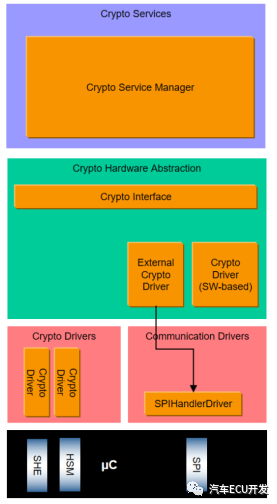 Crypto Services
Crypto Service Manager
Crypto Hardware Abstraction
Crypto Interface
External
Crypto
Driver
Crypto
Driver
(SW-based)
Crypto Drivers
Crypto
Driver
Crypto
Driver
Communication Drivers
SPIHandlerDriver
SHE
HSM
µC
SPI
汽车ECU开发